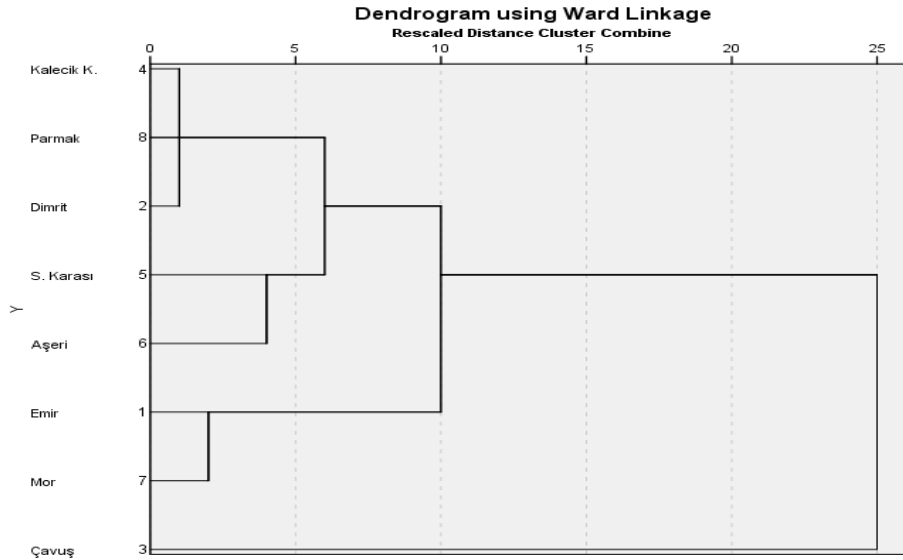 Dendrogram using Ward Linkage
Rescaled Distance Cluster Combine
0 5 10 15 20 25
Kalecik K. 4
Parmak 8
Dimrit 2
S. Karası 5
Y
Aşeri 6
Emir 1
Mor 7
Çavuş 3